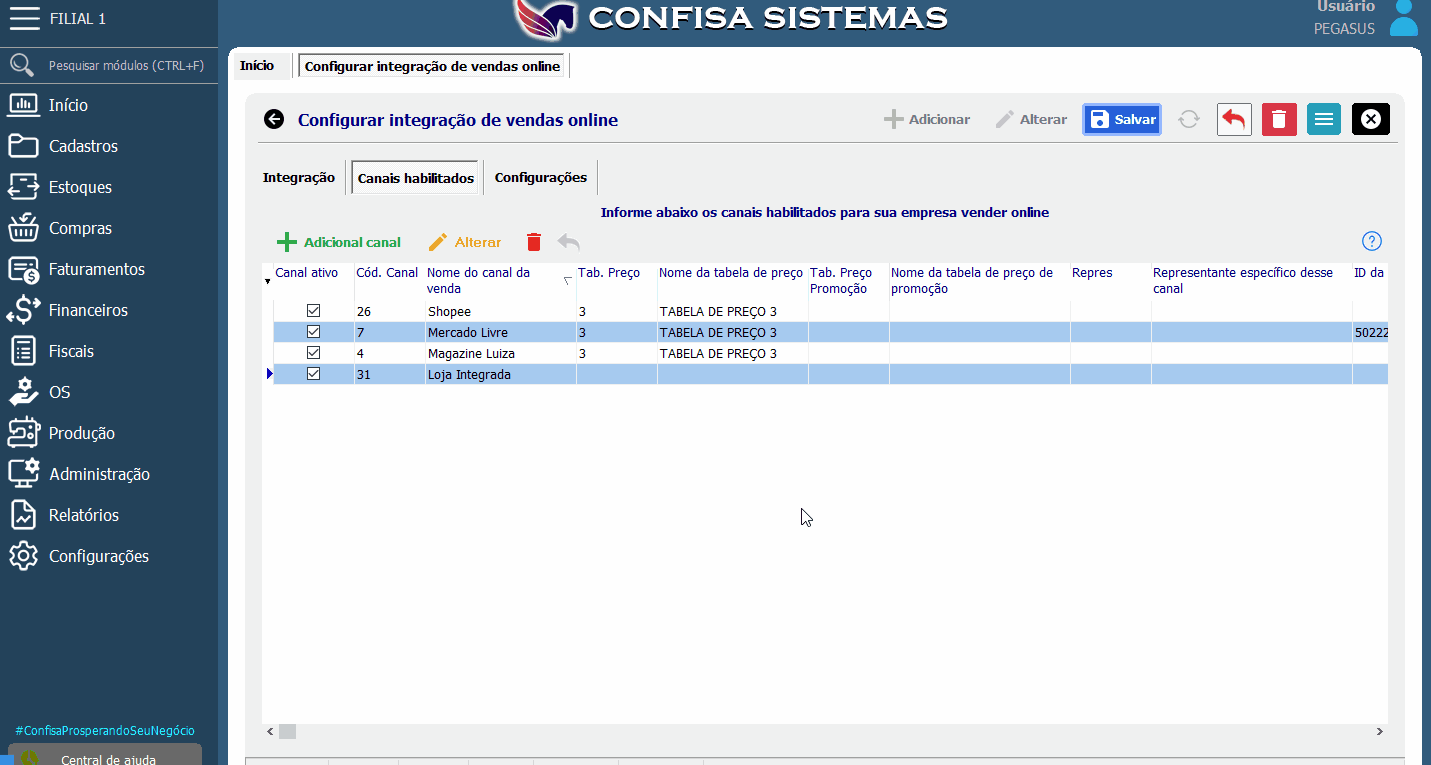 FILIAL 1
CONFISA SISTEMAS
Usuário
PEGASUS
Pesquisar módulos (CTRL+F)
Início
Cadastros
Estoques
Compras
Faturamentos
Financeiros
Fiscais
OS
Produção
Administração
Relatórios
Configurações
#ConfisaProsperandoSeuNegócio
Central de ajuda
Início Configurar integração de vendas online
Configurar integração de vendas online Adicionar Alterar Salvar
Integração Canais habilitados Configurações
Informe abaixo os canais habilitados para sua empresa vender online
Adicional canal Alterar
Canal ativo Cód. Canal Nome do canal da venda Tab. Preço Nome da tabela de preço Tab. Preço Promoção Nome da tabela de preço de promoção Repres Representante específico desse canal ID da
26 Shopee 3 TABELA DE PREÇO 3
7 Mercado Livre 3 TABELA DE PREÇO 3 50222
4 Magazine Luiza 3 TABELA DE PREÇO 3
31 Loja Integrada